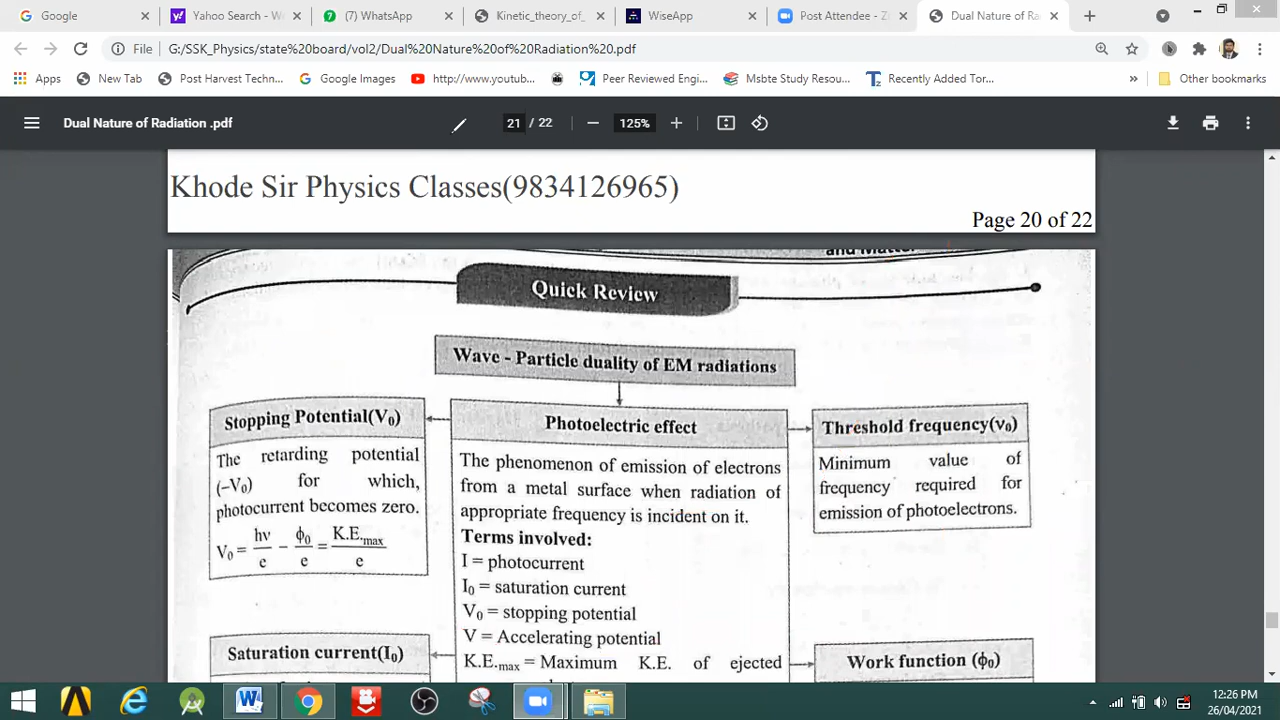 Google
Yahoo Search - W
(7) WhatsApp
Kinetic_theory_of_
WiseApp
Post Attendee - Z
Dual Nature of Ra
File
G:/SSK_Physics/state%20board/vol2/Dual%20Nature%20of%20Radiation%20.pdf
Apps
New Tab
Post Harvest Techn...
Google Images
http://www.youtub...
Peer Reviewed Engi...
Msbte Study Resou...
Recently Added Tor...
»
Other bookmarks
Dual Nature of Radiation .pdf
21 / 22
125%
Khode Sir Physics Classes(9834126965)
Page 20 of 22
and Matter
Quick Review
Wave - Particle duality of EM radiations
Stopping Potential(V₀)
The retarding potential
(–V₀) for which,
photocurrent becomes zero.
V₀ = hν/e – ϕ₀/e = K.E.max/e
Photoelectric effect
The phenomenon of emission of electrons
from a metal surface when radiation of
appropriate frequency is incident on it.
Terms involved:
I = photocurrent
I₀ = saturation current
V₀ = stopping potential
V = Accelerating potential
K.E.max = Maximum K.E. of ejected
Threshold frequency(ν₀)
Minimum value of
frequency required for
emission of photoelectrons.
Saturation current(I₀)
Work function (ϕ₀)
12:26 PM
26/04/2021